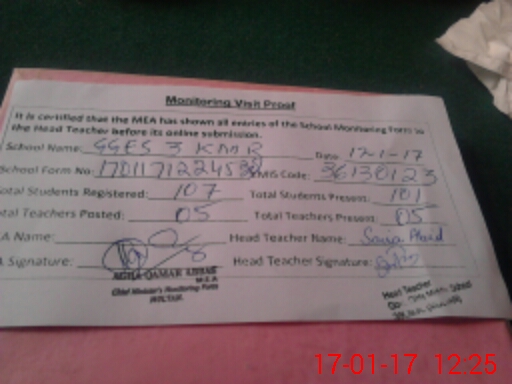 Monitoring Visit Proof
It is certified that the MEA has shown all entries of the School Monitoring Form to
the Head Teacher before its online submission.
School Name: GGES 3 KMR Date: 17-1-17
School Form No: EMIS Code: 36130123
Total Students Registered: 107 Total Students Present: 101
Total Teachers Posted: 05 Total Teachers Present: 05
A Name: Head Teacher Name:
A Signature: Head Teacher Signature:
QAMAR ABBAS
M.E.A
Chief Minister's Monitoring Force
Head Teacher
School
17-01-17 12:25